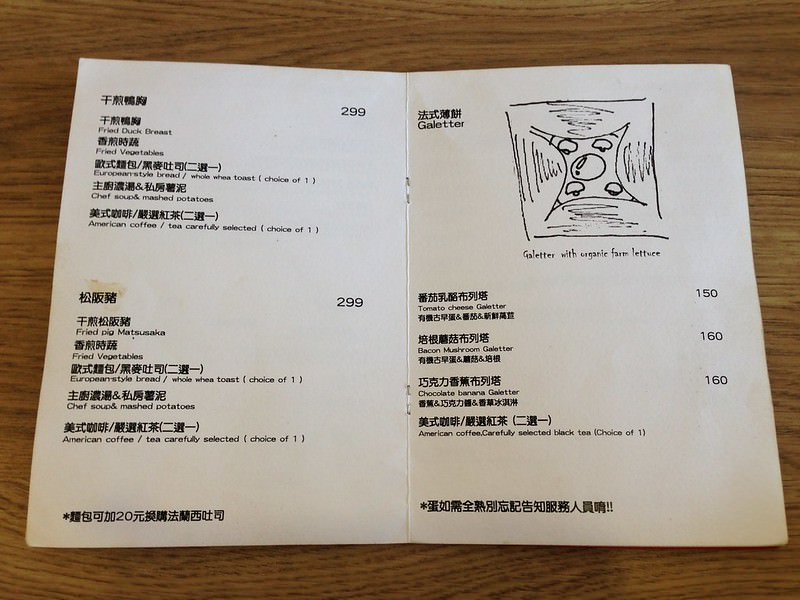 干煎鴨胸
299
干煎鴨胸
Fried Duck Breast
香煎時蔬
Fried Vegetables
歐式麵包/黑麥吐司(二選一)
European-style bread / whole whea toast ( choice of 1 )
主廚濃湯&私房薯泥
Chef soup& mashed potatoes
美式咖啡/嚴選紅茶(二選一)
American coffee / tea carefully selected ( choice of 1 )
松阪豬
299
干煎松阪豬
Fried pig Matsusaka
香煎時蔬
Fried Vegetables
歐式麵包/黑麥吐司(二選一)
European-style bread / whole whea toast ( choice of 1 )
主廚濃湯&私房薯泥
Chef soup& mashed potatoes
美式咖啡/嚴選紅茶(二選一)
American coffee / tea carefully selected ( choice of 1 )
*麵包可加20元換購法蘭西吐司
法式薄餅
Galetter
Galetter with organic farm lettuce
番茄乳酪布列塔 150
Tomato cheese Galetter
有機古早蛋&番茄&新鮮萵苣
培根蘑菇布列塔 160
Bacon Mushroom Galetter
有機古早蛋&蘑菇&培根
巧克力香蕉布列塔 160
Chocolate banana Galetter
香蕉&巧克力醬&香草冰淇淋
美式咖啡/嚴選紅茶 (二選一)
American coffee,Carefully selected black tea (Choice of 1)
*蛋如需全熟別忘記告知服務人員唷!!